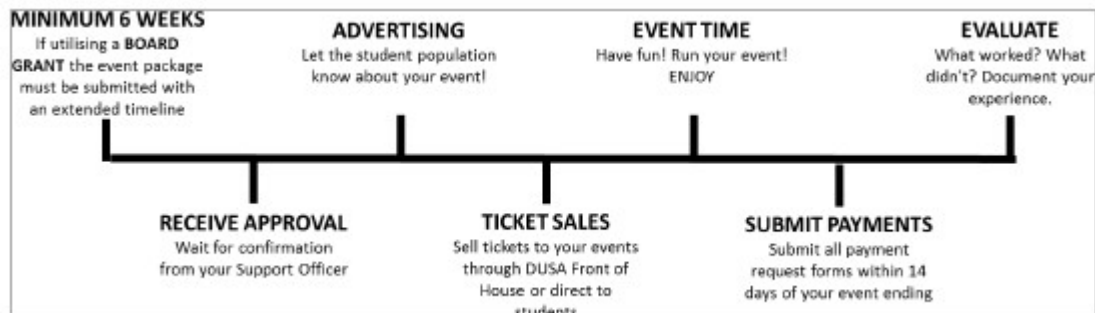 MINIMUM 6 WEEKS
If utilising a BOARD
GRANT the event package
must be submitted with
an extended timeline
ADVERTISING
Let the student population
know about your event!
EVENT TIME
Have fun! Run your event!
ENJOY
EVALUATE
What worked? What
didn't? Document your
experience.
RECEIVE APPROVAL
Wait for confirmation
from your Support Officer
TICKET SALES
Sell tickets to your events
through DUSA Front of
House or direct to
students
SUBMIT PAYMENTS
Submit all payment
request forms within 14
days of your event ending